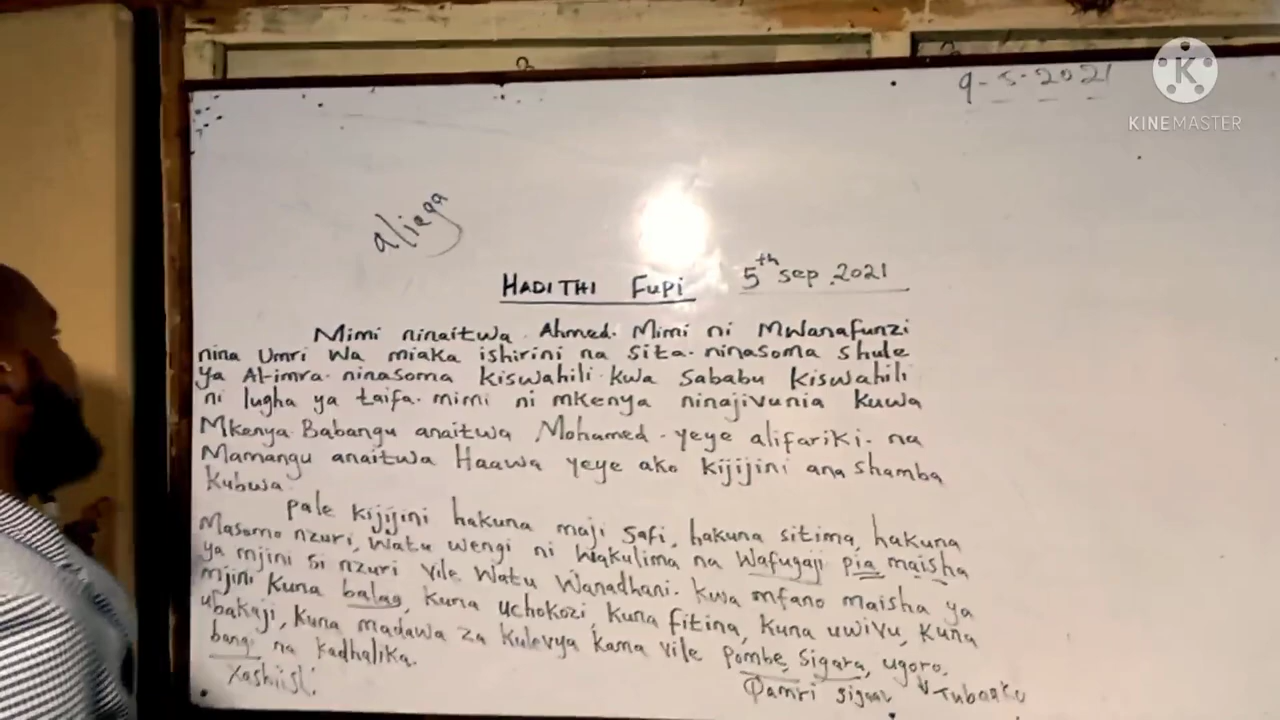 9-5-2021
KINEMASTER
aliaga
HADITHI FUPI 5th sep, 2021
Mimi ninaitwa Ahmed. Mimi ni Mwanafunzi
nina Umri wa miaka ishirini na sita. ninasoma shule
ya Al-imra. ninasoma kiswahili kwa sababu kiswahili
ni lugha ya taifa. mimi ni mkenya ninajivunia kuwa
Mkenya. Babangu anaitwa Mohamed. yeye alifariki. na
Mamangu anaitwa Haawa yeye ako kijijini ana shamba
kubwa.
pale kijijini hakuna maji safi, hakuna sitima, hakuna
Masomo nzuri, watu wengi ni wakulima na wafugaji pia maisha
ya mjini si nzuri vile watu wanadhani. kwa mfano maisha ya
mjini kuna balaa, kuna uchokozi, kuna fitina, kuna uwivu, kuna
ubakaji, kuna madawa za kulevya kama vile pombe, sigara, ugoro,
bangi na kadhalika.
Xashiish. Qamri sigaar Tubaaku